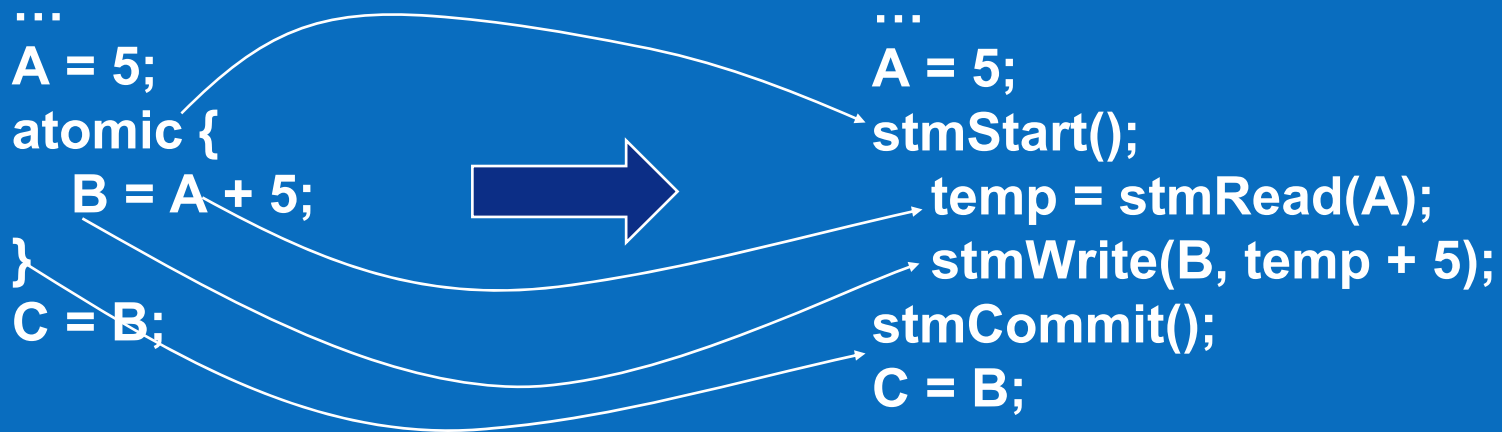 ...
A = 5;
atomic {
B = A + 5;
}
C = B;
...
A = 5;
stmStart();
temp = stmRead(A);
stmWrite(B, temp + 5);
stmCommit();
C = B;